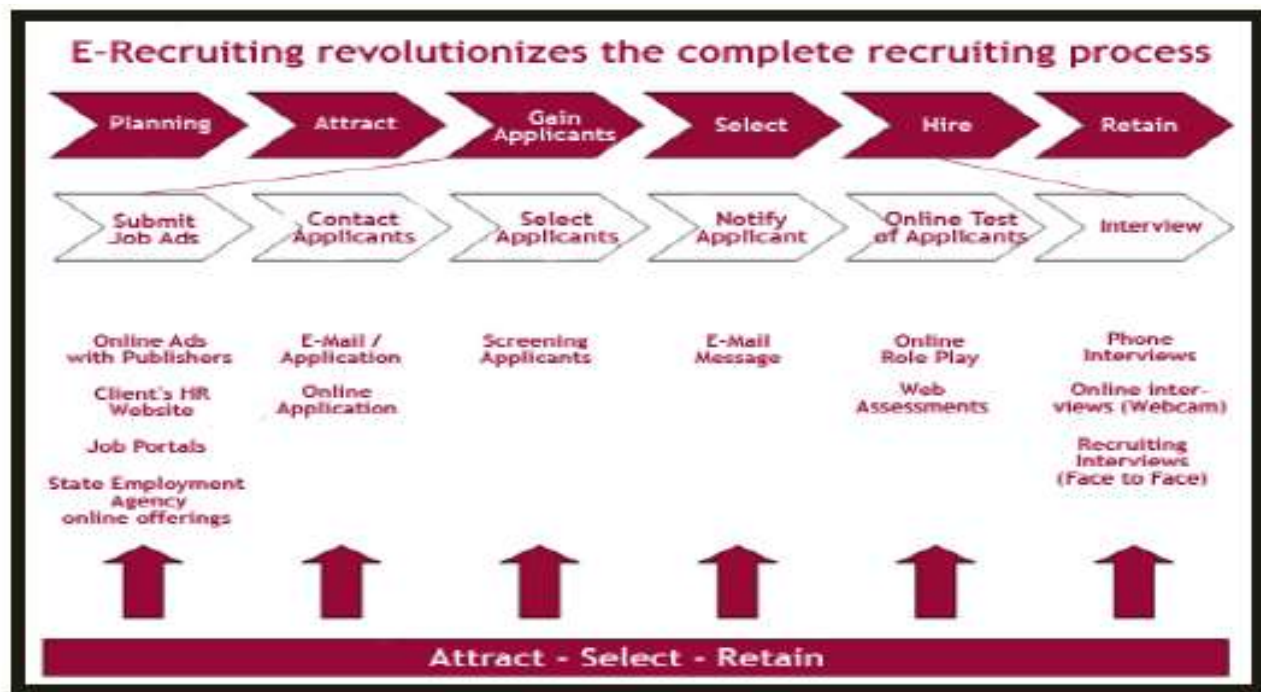 E-Recruiting revolutionizes the complete recruiting process
Planning
Attract
Gain
Applicants
Select
Hire
Retain
Submit
Job Ads
Contact
Applicants
Select
Applicants
Notify
Applicant
Online Test
of Applicants
Interview
Online Ads
with Publishers
Client's HR
Website
Job Portals
State Employment
Agency
online offerings
E-Mail /
Application
Online
Application
Screening
Applicants
E-Mail
Message
Online
Role Play
Web
Assessments
Phone
Interviews
Online Inter-
views (Webcam)
Recruiting
Interviews
(Face to Face)
Attract - Select - Retain